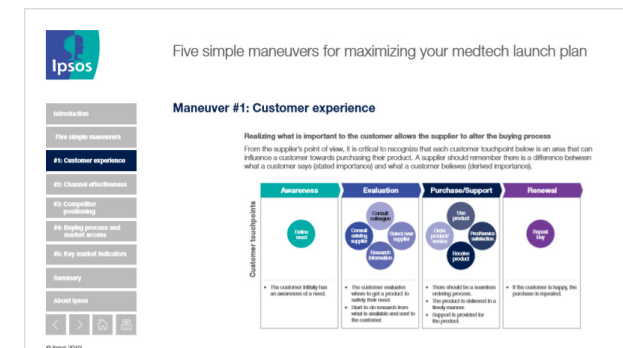 Ipsos
Five simple maneuvers for maximizing your medtech launch plan
Introduction
Five simple maneuvers
#1: Customer experience
#2: Channel effectiveness
#3: Competitor
positioning
#4: Buying process and
market access
#5: Key market indicators
Summary
About Ipsos
Maneuver #1: Customer experience
Realizing what is important to the customer allows the supplier to alter the buying process
From the supplier's point of view, it is critical to recognize that each customer touchpoint below is an area that can
influence a customer towards purchasing their product. A supplier should remember there is a difference between
what a customer says (stated importance) and what a customer believes (derived importance).
Customer touchpoints
Awareness
Evaluation
Purchase/Support
Renewal
Define
need
Consult
colleague
Consult
existing
supplier
Select new
supplier
Research
information
Use
product
Order
product/
service
Pre/Service
satisfaction
Receive
product
Repeat
Buy
• The customer initially has
an awareness of a need.
• The customer evaluates
where to get a product to
satisfy their need.
• Start to do research from
what is available and sent to
the customer.
• There should be a seamless
ordering process.
• The product is delivered in a
timely manner.
• Support is provided for
the product.
• If the customer is happy, the
purchase is repeated.